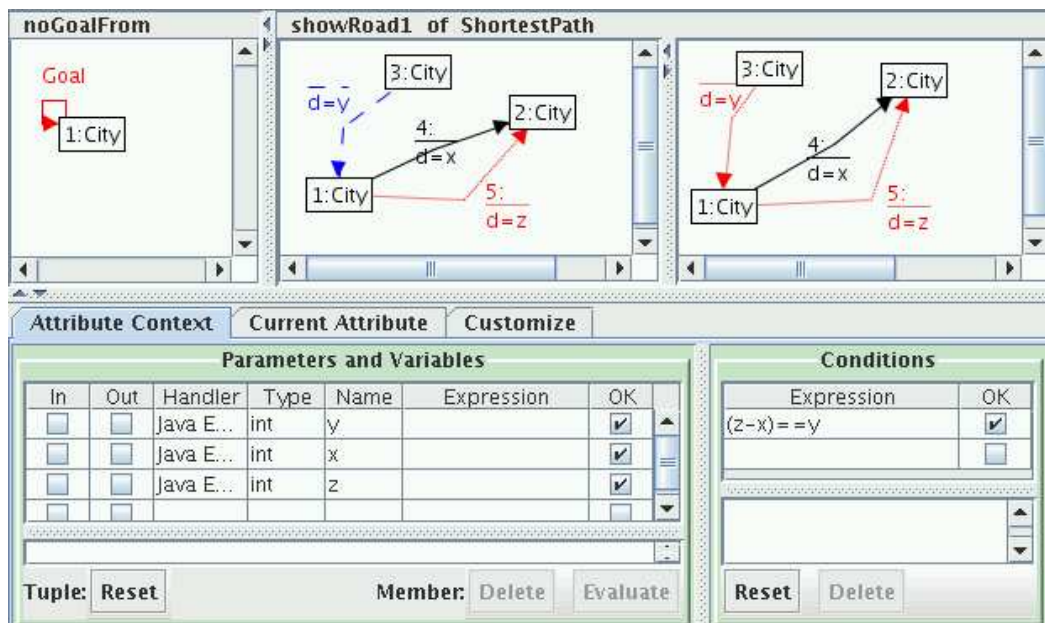 noGoalFrom
showRoad1 of ShortestPath
Goal
1:City
3:City
d=y
2:City
4:
d=x
1:City
5:
d=z
3:City
d=y
2:City
4:
d=x
1:City
5:
d=z
Attribute Context
Current Attribute
Customize
Parameters and Variables
In Out Handler Type Name Expression OK
Java E... int y
Java E... int x
Java E... int z
Tuple: Reset
Member: Delete Evaluate
Conditions
Expression OK
(z-x)==y
Reset Delete